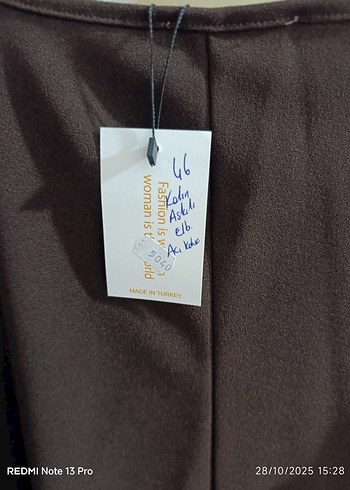 46
Kalın
Askılı
Elb.
Acı Kahve
5040
Fashion is w
woman is t rld
MADE IN TURKEY
REDMI Note 13 Pro
28/10/2025 15:28